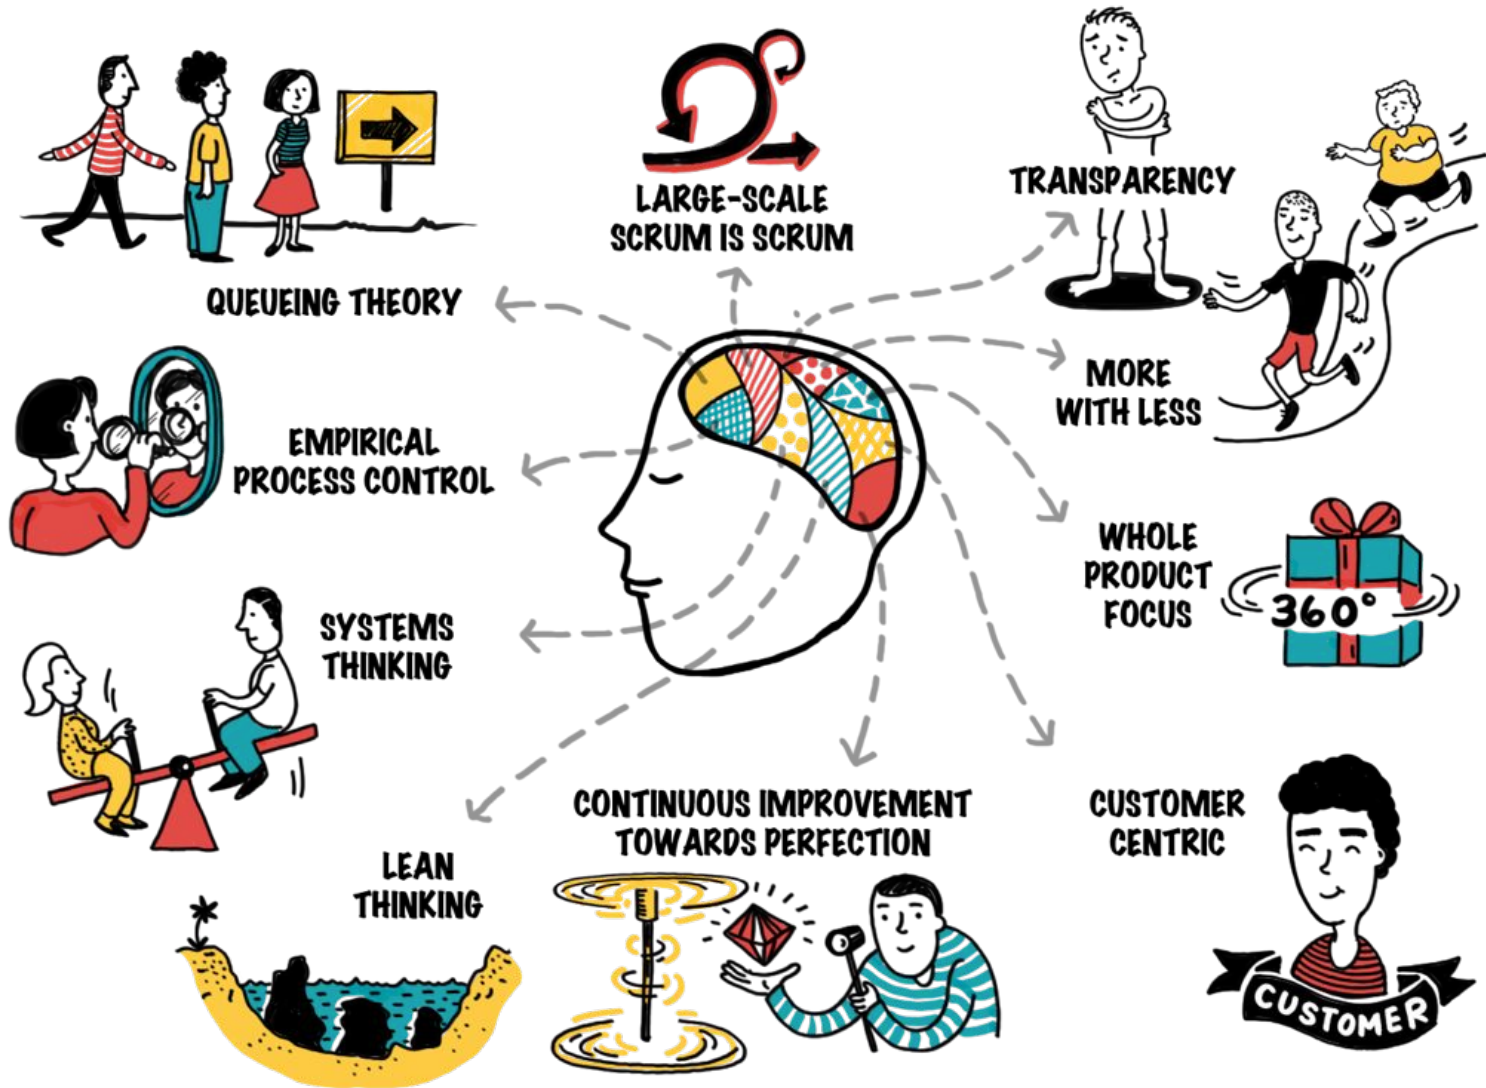 LARGE-SCALE
SCRUM IS SCRUM
TRANSPARENCY
QUEUEING THEORY
MORE
WITH LESS
EMPIRICAL
PROCESS CONTROL
WHOLE
PRODUCT
FOCUS
360°
SYSTEMS
THINKING
LEAN
THINKING
CONTINUOUS IMPROVEMENT
TOWARDS PERFECTION
CUSTOMER
CENTRIC
CUSTOMER